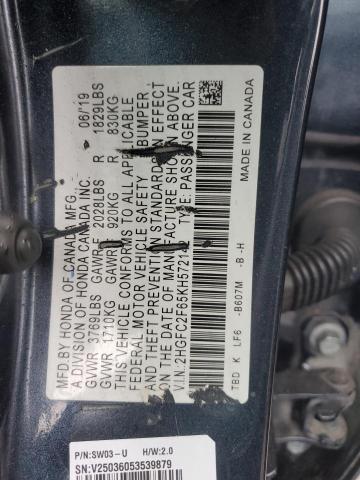 MFD BY HONDA OF CANADA MFG. 06/19
A DIVISION OF HONDA CANADA INC.
GVWR 3769LBS GAWR F 2028LBS R 1829LBS
GVWR 1710KG GAWR F 920KG R 830KG
THIS VEHICLE CONFORMS TO ALL APPLICABLE
FEDERAL MOTOR VEHICLE SAFETY BUMPER
PREVENTION STANDARDS IN EFFECT
ON THE DATE OF MANUFACTURE SHOWN ABOVE.
V.I.N.: 2HGFC2F65KH57214 TYPE: PASSENGER CAR
MADE IN CANADA
TBD K LF6 -B607M -B -H
P/N:SW03-U H/W:2.0
SN:V25036053539879